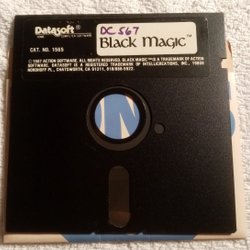 Datasoft®
DC 567
Black Magic™
CAT. NO. 1565
© 1987 ACTION SOFTWARE. ALL RIGHTS RESERVED. BLACK MAGIC™ IS A TRADEMARK OF ACTION
SOFTWARE. DATASOFT IS A REGISTERED TRADEMARK OF INTELLICREATIONS, INC., 19808
NORDHOFF PL., CHATSWORTH, CA 91311, 818-886-5922.